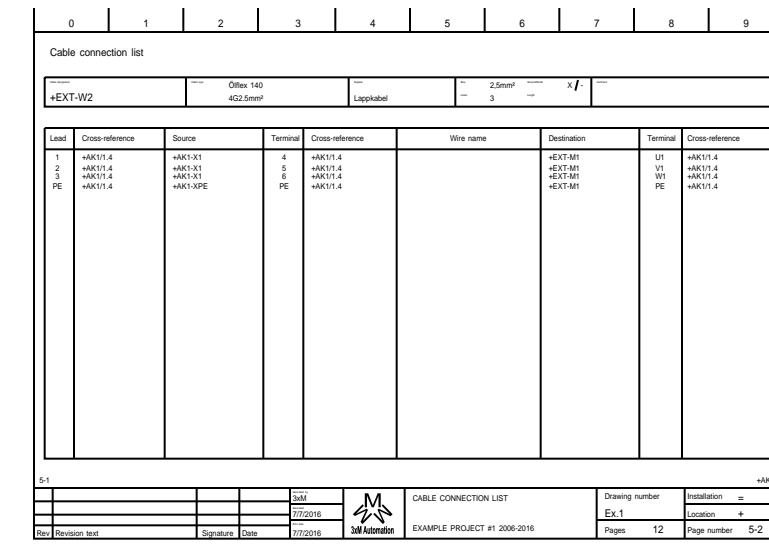 0 1 2 3 4 5 6 7 8 9
Cable connection list
Ölflex 140 2,5mm² X / -
+EXT-W2 4G2.5mm² Lappkabel 3
Lead Cross-reference Source Terminal Cross-reference Wire name Destination Terminal Cross-reference
1 +AK1/1.4 +AK1-X1 4 +AK1/1.4 +EXT-M1 U1 +AK1/1.4
2 +AK1/1.4 +AK1-X1 5 +AK1/1.4 +EXT-M1 V1 +AK1/1.4
3 +AK1/1.4 +AK1-X1 6 +AK1/1.4 +EXT-M1 W1 +AK1/1.4
PE +AK1/1.4 +AK1-XPE PE +AK1/1.4 +EXT-M1 PE +AK1/1.4
5-1 +AK
3xM CABLE CONNECTION LIST Drawing number Installation =
7/7/2016 Ex.1 Location +
Rev Revision text Signature Date 7/7/2016 3xM Automation EXAMPLE PROJECT #1 2006-2016 Pages 12 Page number 5-2